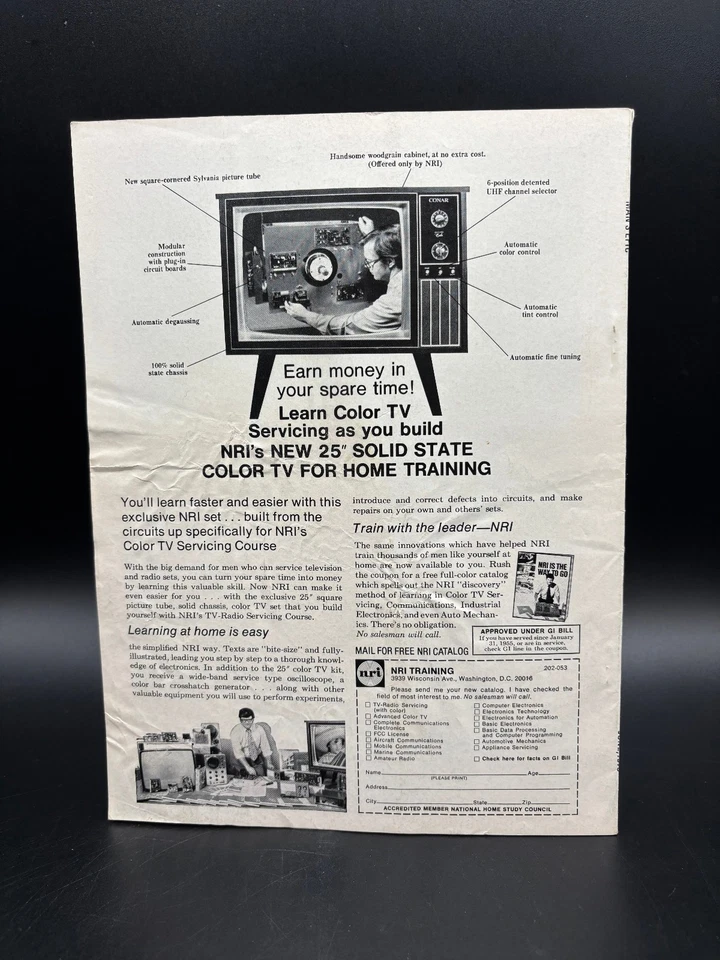 Handsome woodgrain cabinet, at no extra cost.
(Offered only by NRI)
New square-cornered Sylvania picture tube
6-position detented
UHF channel selector
CONAR
Modular
construction
with plug-in
circuit boards
Automatic
color control
Automatic
tint control
Automatic degaussing
Automatic fine tuning
100% solid
state chassis
Earn money in
your spare time!
Learn Color TV
Servicing as you build
NRI's NEW 25" SOLID STATE
COLOR TV FOR HOME TRAINING
You'll learn faster and easier with this
exclusive NRI set . . . built from the
circuits up specifically for NRI's
Color TV Servicing Course
With the big demand for men who can service television
and radio sets, you can turn your spare time into money
by learning this valuable skill. Now NRI can make it
even easier for you . . . with the exclusive 25" square
picture tube, solid chassis, color TV set that you build
yourself with NRI's TV-Radio Servicing Course.
Learning at home is easy
the simplified NRI way. Texts are "bite-size" and fully-
illustrated, leading you step by step to a thorough knowl-
edge of electronics. In addition to the 25" color TV kit,
you receive a wide-band service type oscilloscope, a
color bar crosshatch generator . . . along with other
valuable equipment you will use to perform experiments,
introduce and correct defects into circuits, and make
repairs on your own and others' sets.
Train with the leader—NRI
The same innovations which have helped NRI
train thousands of men like yourself at
home are now available to you. Rush
the coupon for a free full-color catalog
which spells out the NRI "discovery"
method of learning in Color TV Ser-
vicing, Communications, Industrial
Electronics, and even Auto Mechan-
ics. There's no obligation.
No salesman will call.
NRI IS THE
WAY TO GO
APPROVED UNDER GI BILL
If you have served since January
31, 1955, or are in service,
check GI line in the coupon.
MAIL FOR FREE NRI CATALOG
nri
NRI TRAINING
202-053
3939 Wisconsin Ave., Washington, D.C. 20016
Please send me your new catalog. I have checked the
field of most interest to me. No salesman will call.
TV-Radio Servicing
(with color)
Advanced Color TV
Complete Communications
Electronics
FCC License
Aircraft Communications
Mobile Communications
Marine Communications
Amateur Radio
Computer Electronics
Electronics Technology
Electronics for Automation
Basic Electronics
Basic Data Processing
and Computer Programming
Automotive Mechanics
Appliance Servicing
Check here for facts on GI Bill
Name Age
(PLEASE PRINT)
Address
City State Zip
ACCREDITED MEMBER NATIONAL HOME STUDY COUNCIL